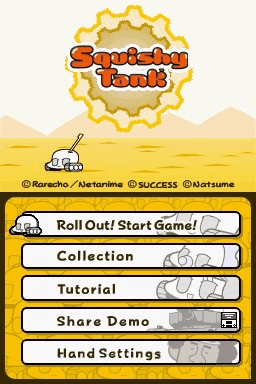 Squishy
Tank
©Rarecho/Netanime ©SUCCESS ©Natsume
Roll Out! Start Game!
Collection
Tutorial
Share Demo
Hand Settings